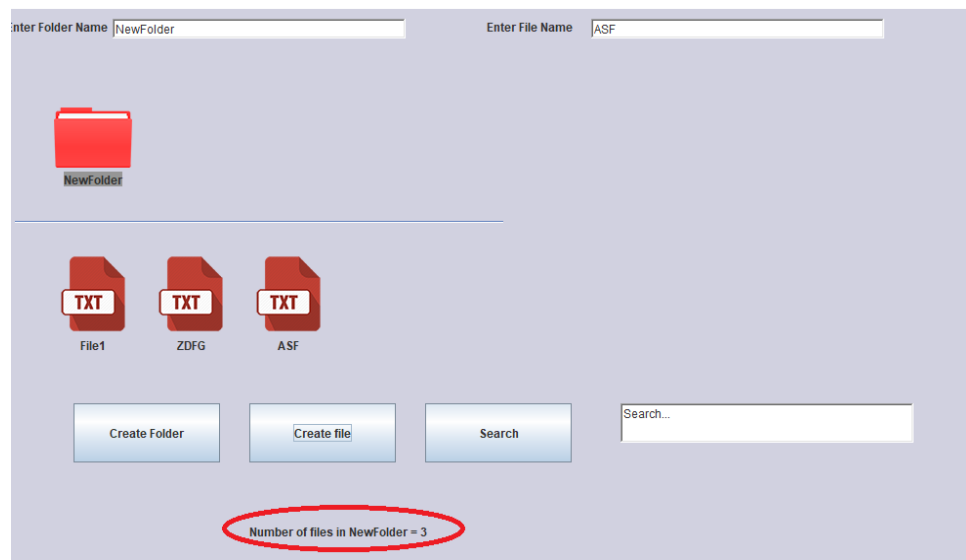 Enter Folder Name NewFolder Enter File Name ASF
NewFolder
TXT TXT TXT
File1 ZDFG ASF
Create Folder Create file Search Search...
Number of files in NewFolder = 3